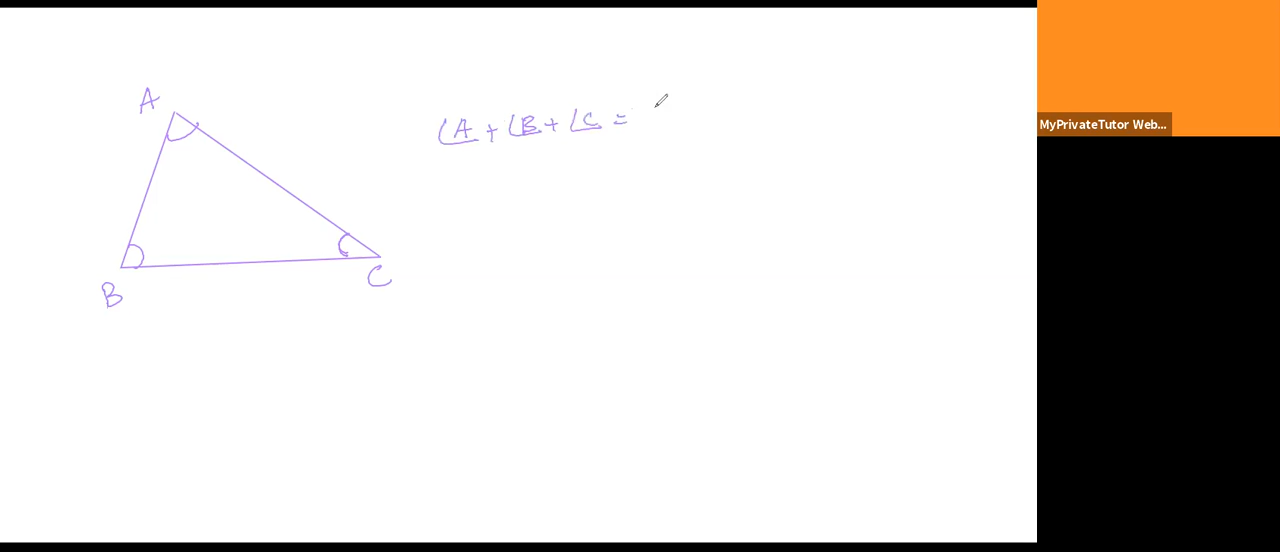 A
∠A + ∠B + ∠C =
B
C
MyPrivateTutor Web...